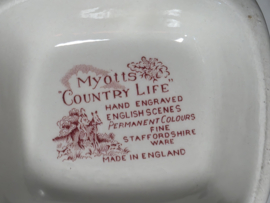 Myotts
"COUNTRY LIFE"
HAND ENGRAVED
ENGLISH SCENES
PERMANENT COLOURS
FINE
STAFFORDSHIRE
WARE
MADE IN ENGLAND